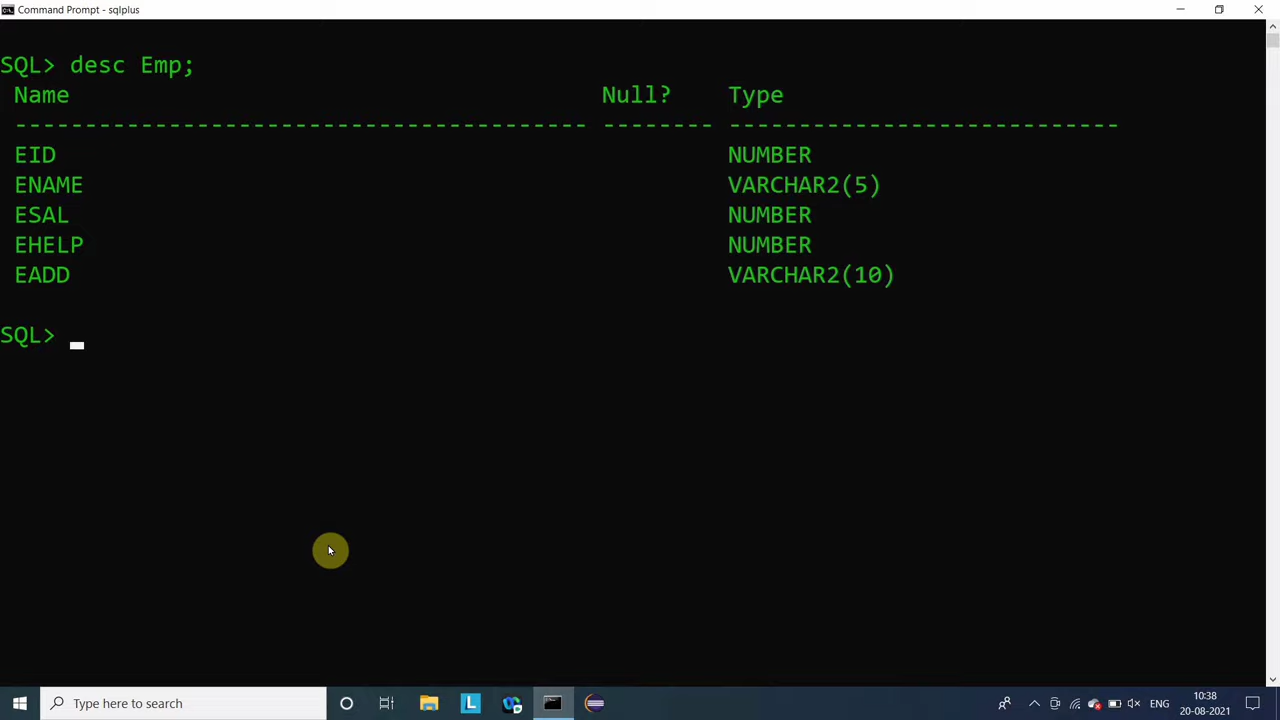 Command Prompt - sqlplus
SQL> desc Emp;
Name Null? Type
----------------------------------------- -------- ----------------------------
EID NUMBER
ENAME VARCHAR2(5)
ESAL NUMBER
EHELP NUMBER
EADD VARCHAR2(10)
SQL>
Type here to search
L
ENG
10:38
20-08-2021